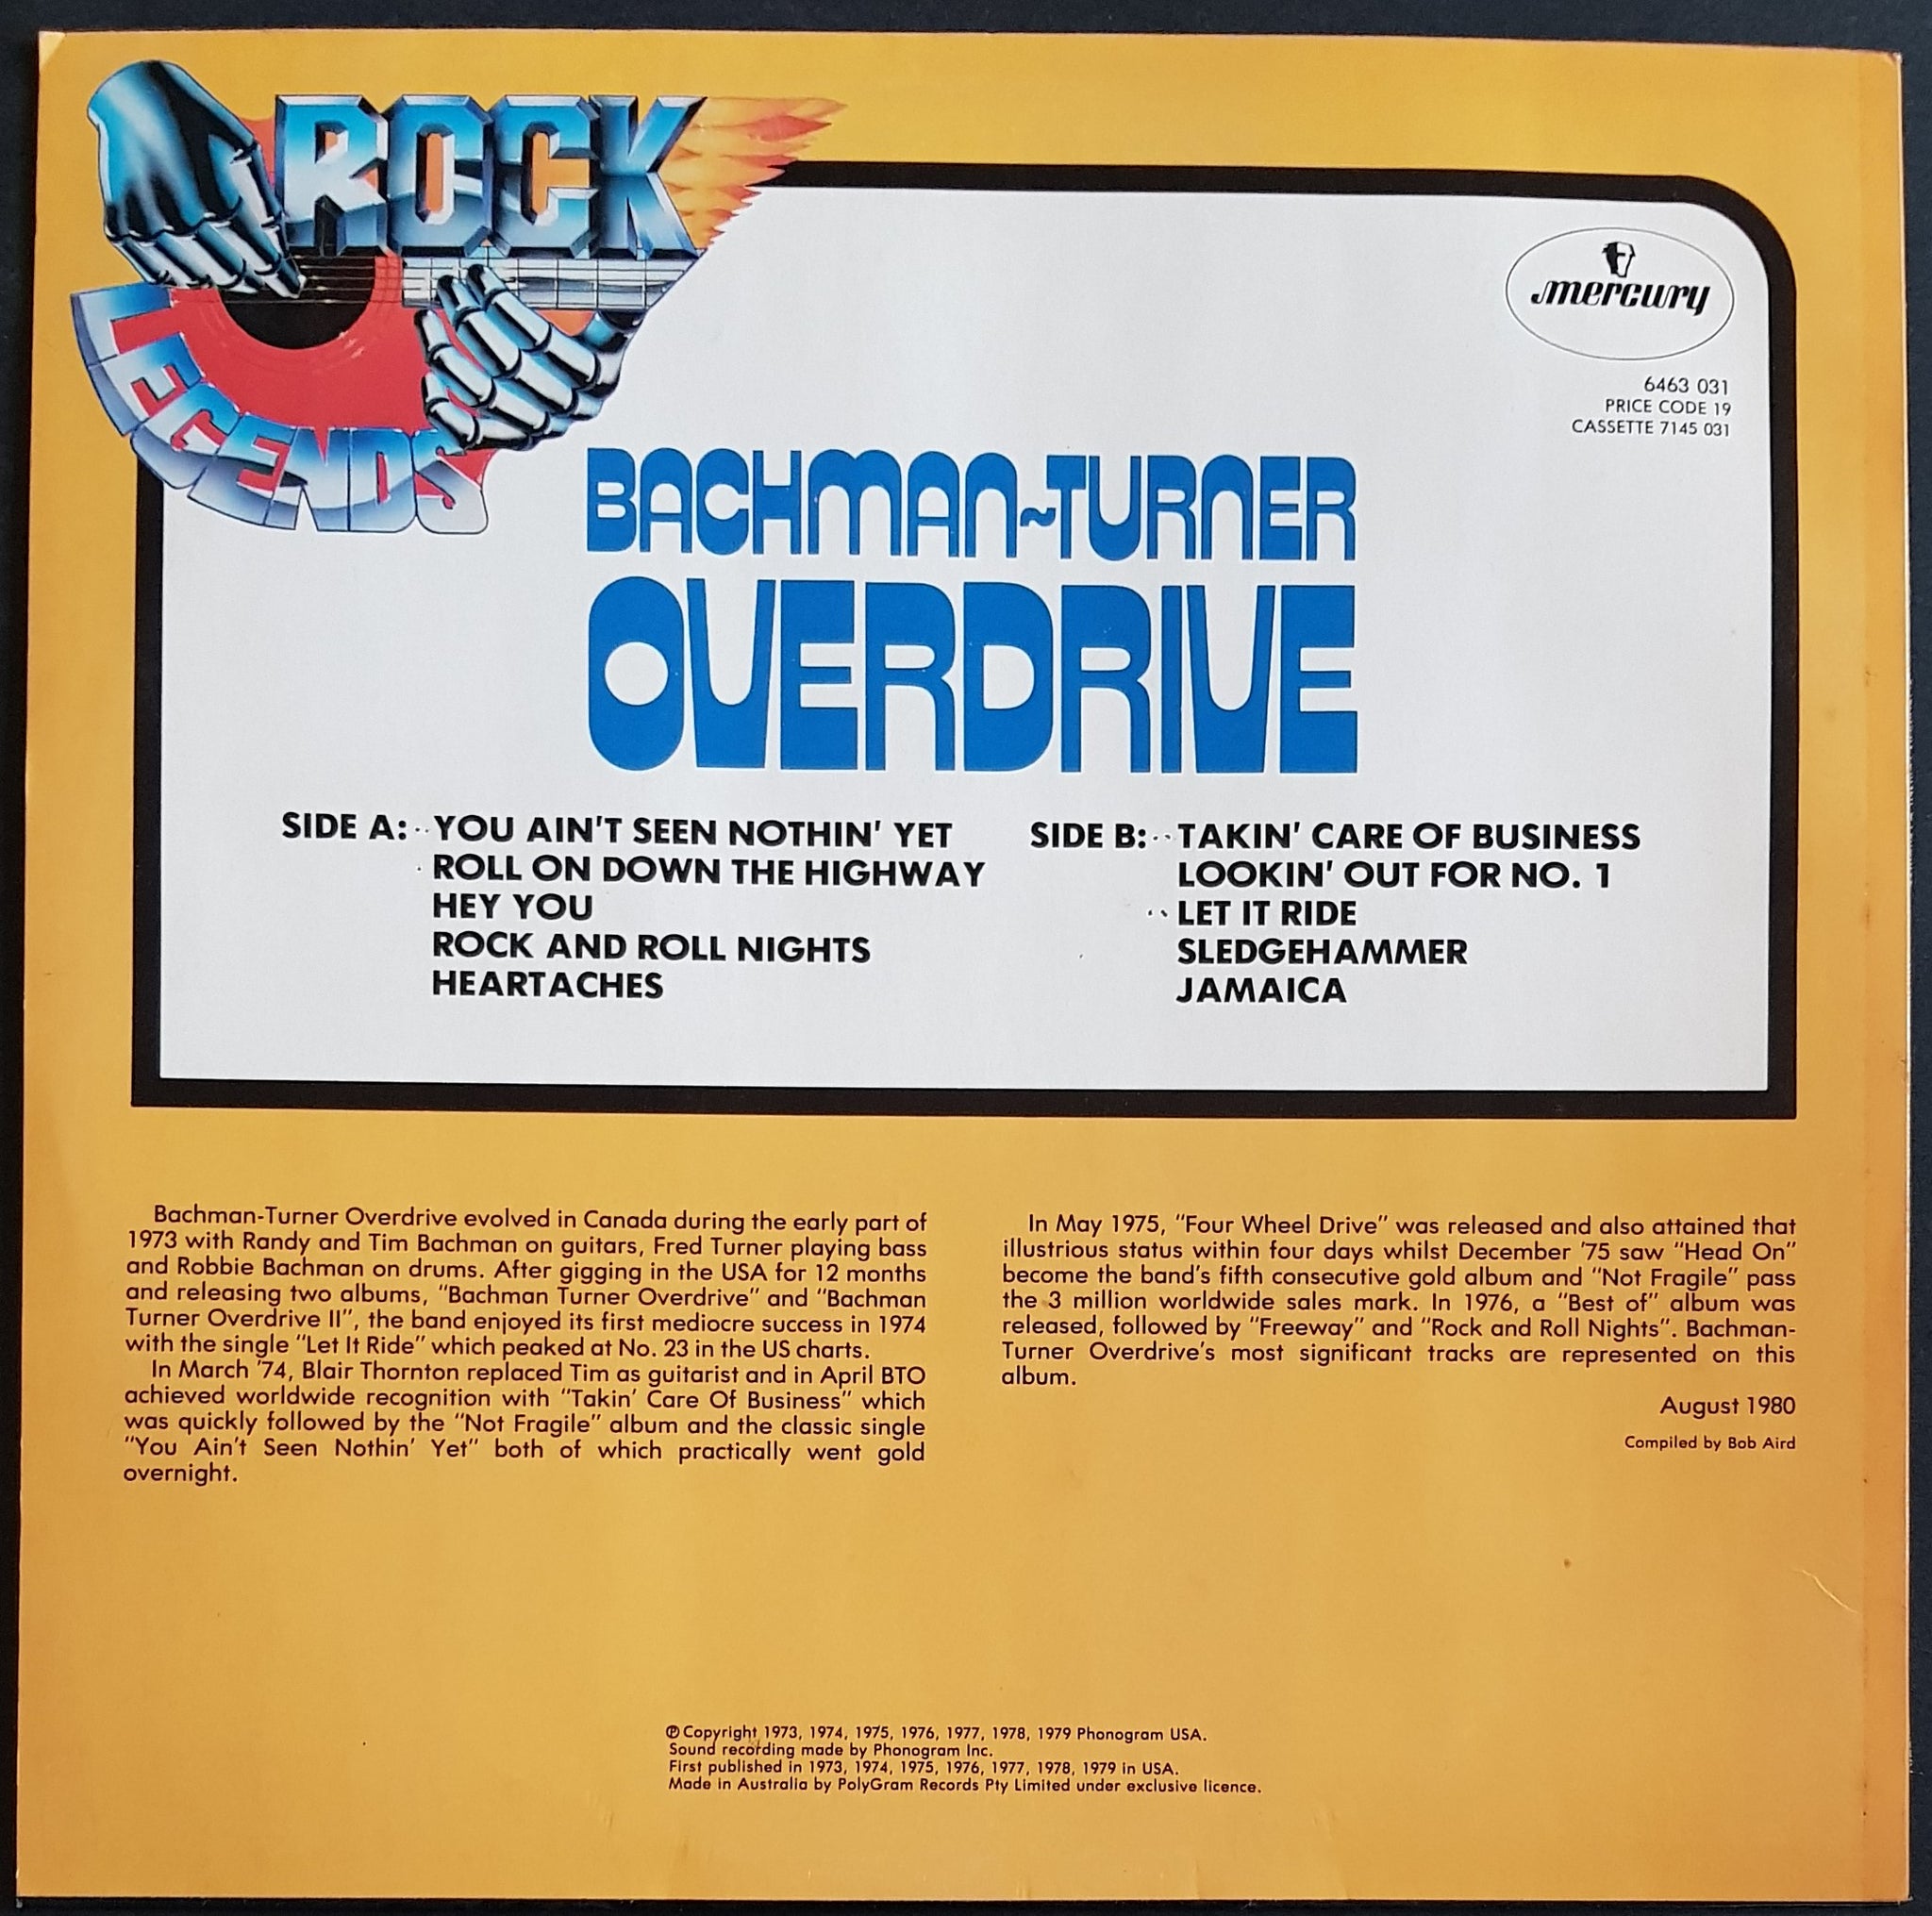 ROCK
LEGENDS
mercury
6463 031
PRICE CODE 19
CASSETTE 7145 031
BACHMAN~TURNER
OVERDRIVE
SIDE A: YOU AIN'T SEEN NOTHIN' YET
ROLL ON DOWN THE HIGHWAY
HEY YOU
ROCK AND ROLL NIGHTS
HEARTACHES
SIDE B: TAKIN' CARE OF BUSINESS
LOOKIN' OUT FOR NO. 1
LET IT RIDE
SLEDGEHAMMER
JAMAICA
Bachman-Turner Overdrive evolved in Canada during the early part of
1973 with Randy and Tim Bachman on guitars, Fred Turner playing bass
and Robbie Bachman on drums. After gigging in the USA for 12 months
and releasing two albums, "Bachman Turner Overdrive" and "Bachman
Turner Overdrive II", the band enjoyed its first mediocre success in 1974
with the single "Let It Ride" which peaked at No. 23 in the US charts.
In March '74, Blair Thornton replaced Tim as guitarist and in April BTO
achieved worldwide recognition with "Takin' Care Of Business" which
was quickly followed by the "Not Fragile" album and the classic single
"You Ain't Seen Nothin' Yet" both of which practically went gold
overnight.
In May 1975, "Four Wheel Drive" was released and also attained that
illustrious status within four days whilst December '75 saw "Head On"
become the band's fifth consecutive gold album and "Not Fragile" pass
the 3 million worldwide sales mark. In 1976, a "Best of" album was
released, followed by "Freeway" and "Rock and Roll Nights". Bachman-
Turner Overdrive's most significant tracks are represented on this
album.
August 1980
Compiled by Bob Aird
℗ Copyright 1973, 1974, 1975, 1976, 1977, 1978, 1979 Phonogram USA.
Sound recording made by Phonogram Inc.
First published in 1973, 1974, 1975, 1976, 1977, 1978, 1979 in USA.
Made in Australia by PolyGram Records Pty Limited under exclusive licence.